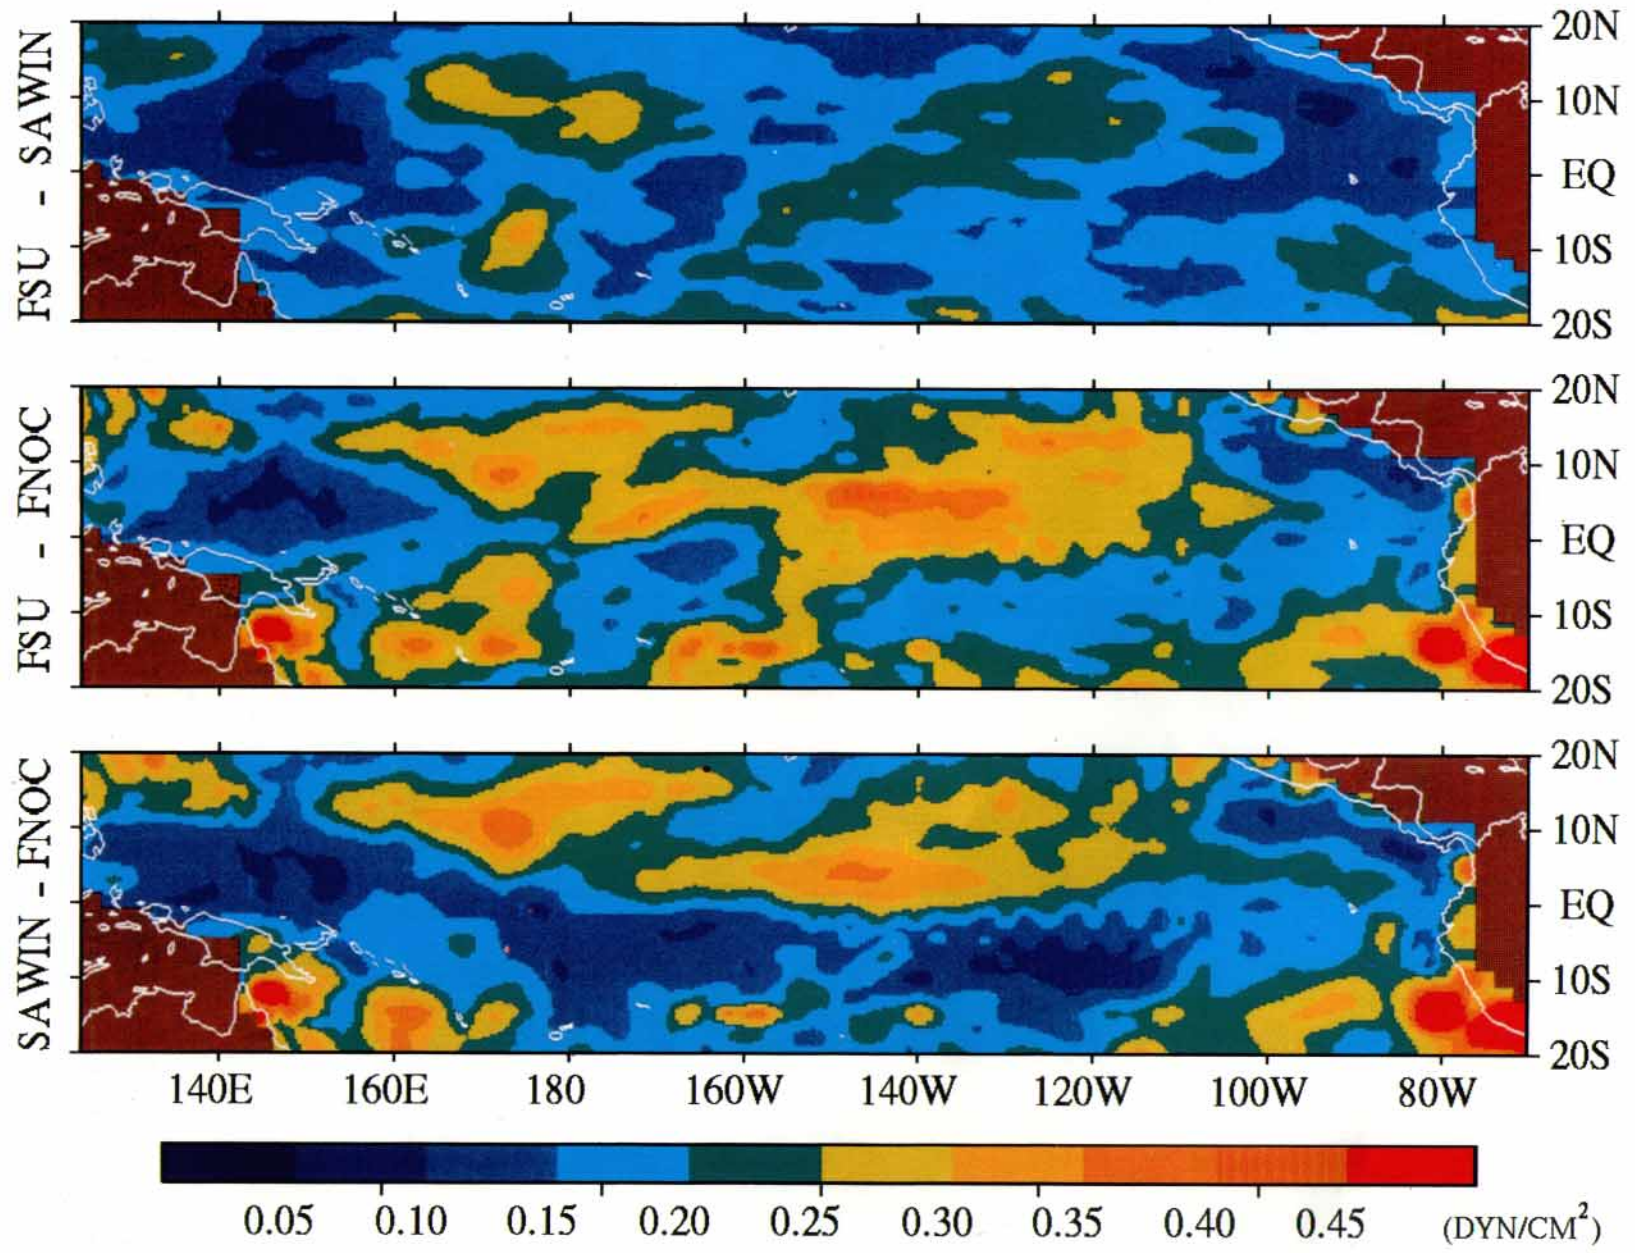 FSU - SAWIN
20N
10N
EQ
10S
20S
FSU - FNOC
20N
10N
EQ
10S
20S
SAWIN - FNOC
20N
10N
EQ
10S
20S
140E 160E 180 160W 140W 120W 100W 80W
0.05 0.10 0.15 0.20 0.25 0.30 0.35 0.40 0.45 (DYN/CM²)